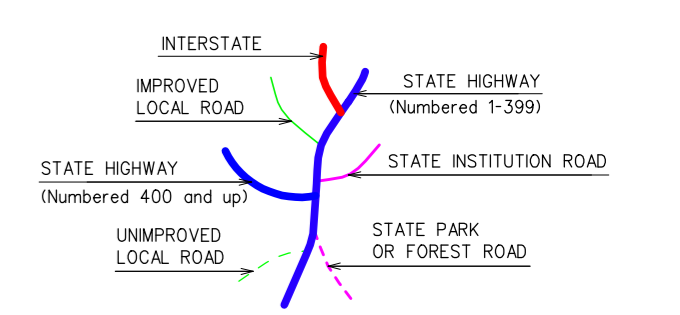 INTERSTATE
IMPROVED
LOCAL ROAD
STATE HIGHWAY
(Numbered 1-399)
STATE HIGHWAY
(Numbered 400 and up)
STATE INSTITUTION ROAD
UNIMPROVED
LOCAL ROAD
STATE PARK
OR FOREST ROAD